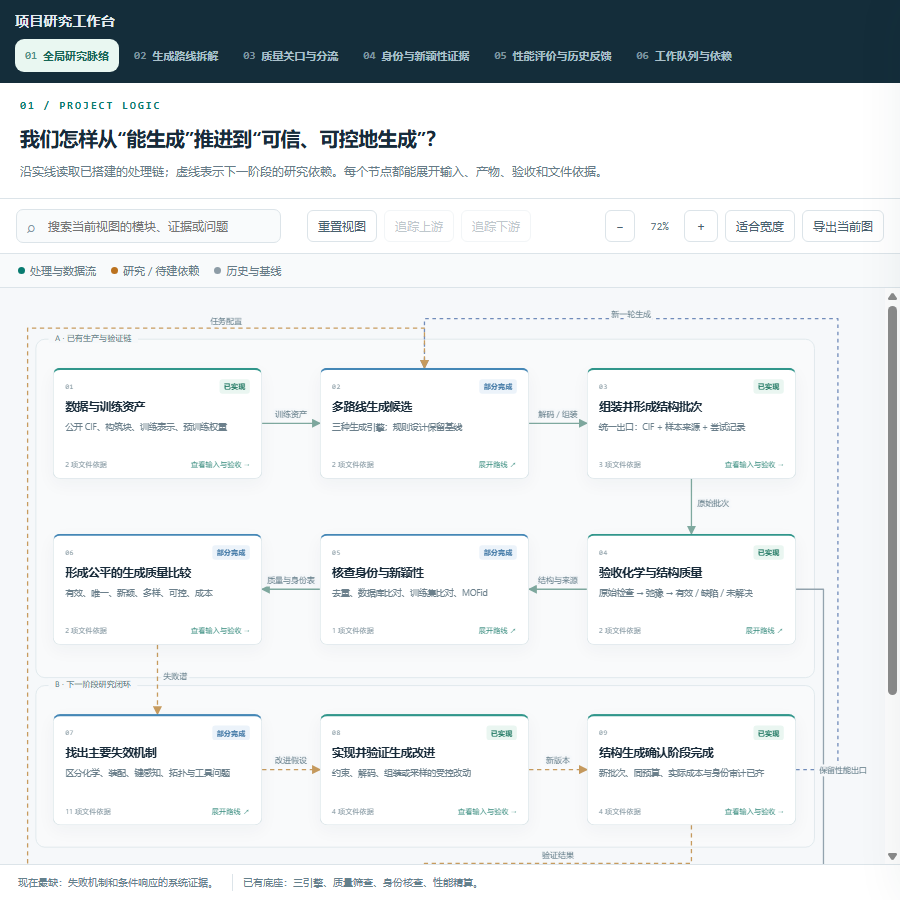 项目研究工作台
01 全局研究脉络 02 生成路线拆解 03 质量关口与分流 04 身份与新颖性证据 05 性能评价与历史反馈 06 工作队列与依赖
01 / PROJECT LOGIC
我们怎样从“能生成”推进到“可信、可控地生成”？
沿实线读取已搭建的处理链；虚线表示下一阶段的研究依赖。每个节点都能展开输入、产物、验收和文件依据。
搜索当前视图的模块、证据或问题 重置视图 追踪上游 追踪下游 − 72% + 适合宽度 导出当前图
处理与数据流 研究 / 待建依赖 历史与基线
任务配置 新一轮生成
A · 已有生产与验证链
01 已实现
数据与训练资产
公开 CIF、构筑块、训练表示、预训练权重
2 项文件依据 查看输入与验收 →
训练资产
02 部分完成
多路线生成候选
三种生成引擎；规则设计保留基线
2 项文件依据 展开路线 ↗
解码 / 组装
03 已实现
组装并形成结构批次
统一出口：CIF + 样本来源 + 尝试记录
3 项文件依据 查看输入与验收 →
原始批次
06 部分完成
形成公平的生成质量比较
有效、唯一、新颖、多样、可控、成本
2 项文件依据 查看输入与验收 →
质量与身份表
05 部分完成
核查身份与新颖性
去重、数据库比对、训练集比对、MOFid
1 项文件依据 展开路线 ↗
结构与来源
04 已实现
验收化学与结构质量
原始检查 → 弛豫 → 有效 / 缺陷 / 未解决
2 项文件依据 展开路线 ↗
失败谱
B · 下一阶段研究闭环
07 部分完成
找出主要失效机制
区分化学、装配、键感知、拓扑与工具问题
11 项文件依据 展开路线 ↗
改进假设
08 已实现
实现并验证生成改进
约束、解码、组装或采样的受控改动
4 项文件依据 查看输入与验收 →
新版本
09 已实现
结构生成确认阶段完成
新批次、同预算、实际成本与身份审计已齐
4 项文件依据 查看输入与验收 →
保留性能出口
验证结果
现在最缺：失败机制和条件响应的系统证据。 已有底座：三引擎、质量筛查、身份核查、性能精算。